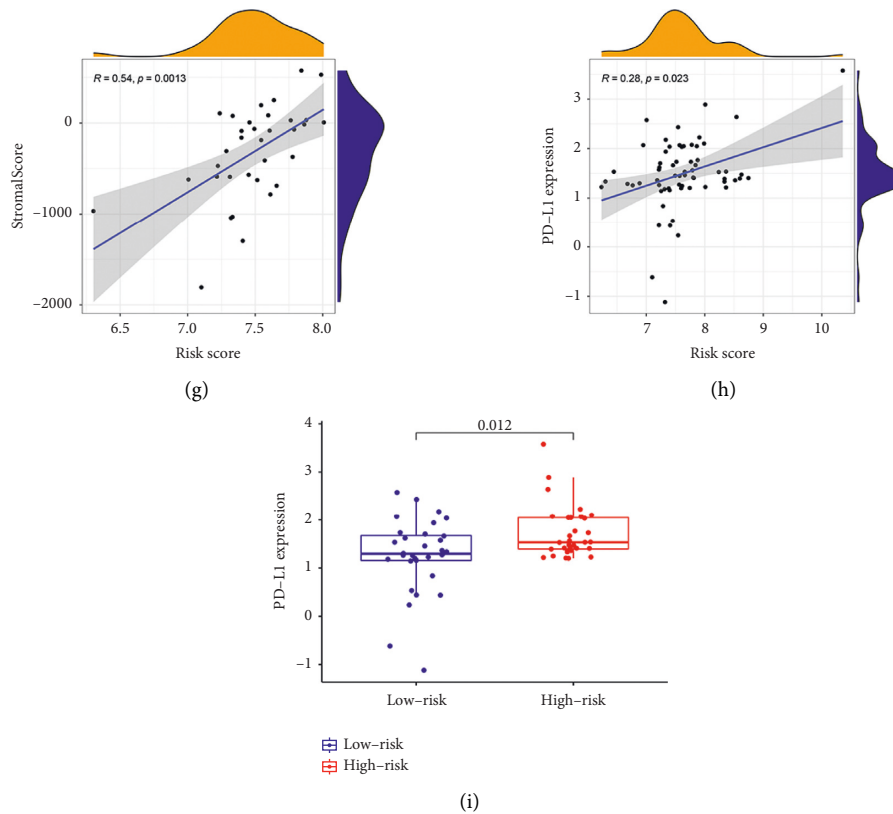 R = 0.54, p = 0.0013
StromalScore
0
−1000
−2000
6.5 7.0 7.5 8.0
Risk score
(g)
R = 0.28, p = 0.023
PD−L1 expression
3
2
1
0
−1
7 8 9 10
Risk score
(h)
0.012
PD−L1 expression
4
3
2
1
0
−1
Low−risk High−risk
Low−risk
High−risk
(i)